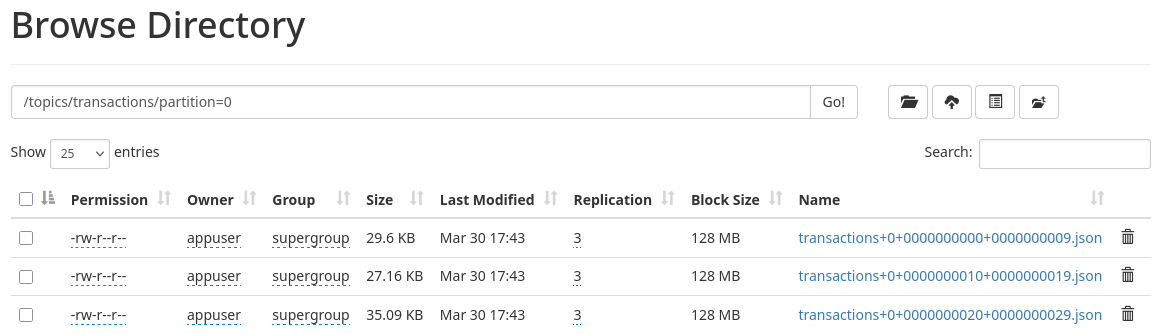 Browse Directory
/topics/transactions/partition=0 Go!
Show 25 entries Search:
Permission Owner Group Size Last Modified Replication Block Size Name
-rw-r--r-- appuser supergroup 29.6 KB Mar 30 17:43 3 128 MB transactions+0+0000000000+0000000009.json
-rw-r--r-- appuser supergroup 27.16 KB Mar 30 17:43 3 128 MB transactions+0+0000000010+0000000019.json
-rw-r--r-- appuser supergroup 35.09 KB Mar 30 17:43 3 128 MB transactions+0+0000000020+0000000029.json